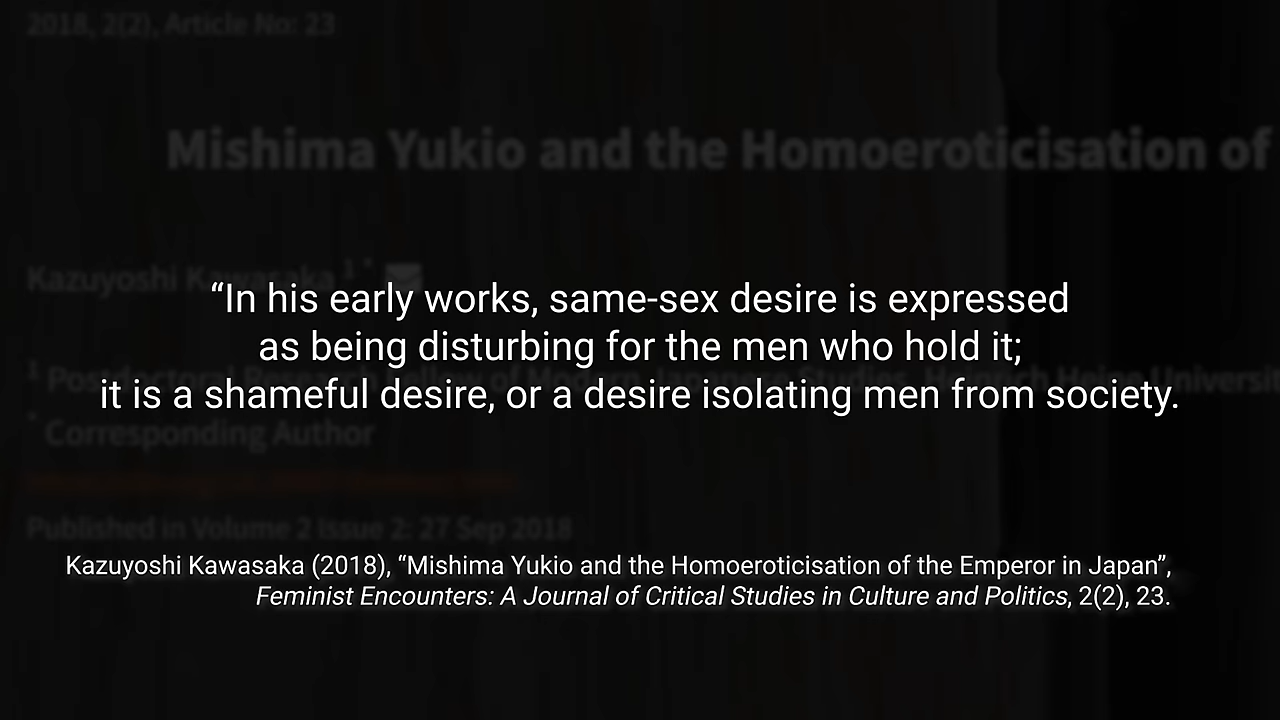 2018, 2(2), Article No: 23
Mishima Yukio and the Homoeroticisation of
Kazuyoshi Kawasaka 1 *
“In his early works, same-sex desire is expressed
as being disturbing for the men who hold it;
it is a shameful desire, or a desire isolating men from society.
* Corresponding Author
Published in Volume 2 Issue 2: 27 Sep 2018
Kazuyoshi Kawasaka (2018), “Mishima Yukio and the Homoeroticisation of the Emperor in Japan”,
Feminist Encounters: A Journal of Critical Studies in Culture and Politics, 2(2), 23.